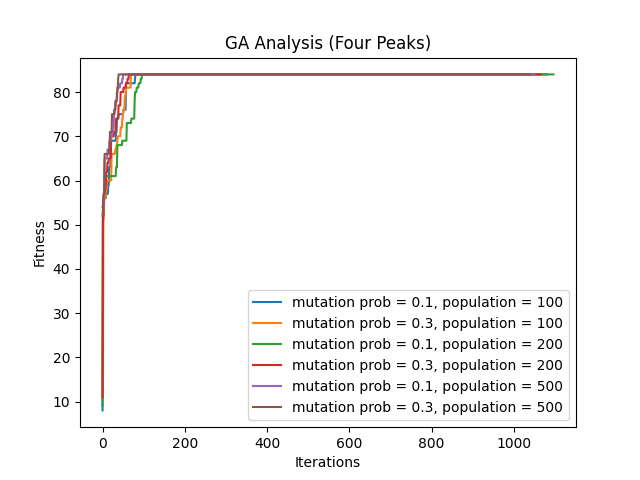 GA Analysis (Four Peaks)
Fitness
80
70
60
50
40
30
20
10
mutation prob = 0.1, population = 100
mutation prob = 0.3, population = 100
mutation prob = 0.1, population = 200
mutation prob = 0.3, population = 200
mutation prob = 0.1, population = 500
mutation prob = 0.3, population = 500
0 200 400 600 800 1000
Iterations